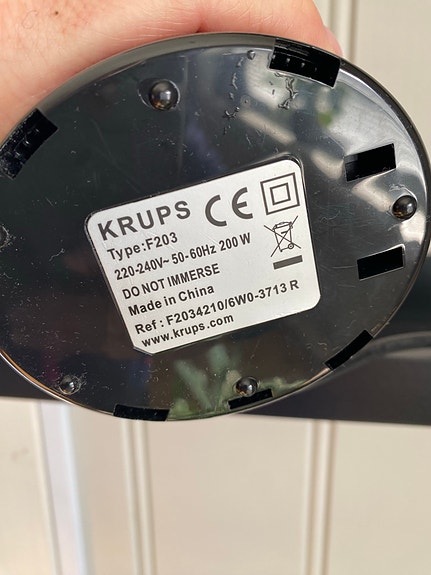 KRUPS CE
Type:F203
220-240V~ 50-60Hz 200 W
DO NOT IMMERSE
Made in China
Ref : F2034210/6W0-3713 R
www.krups.com